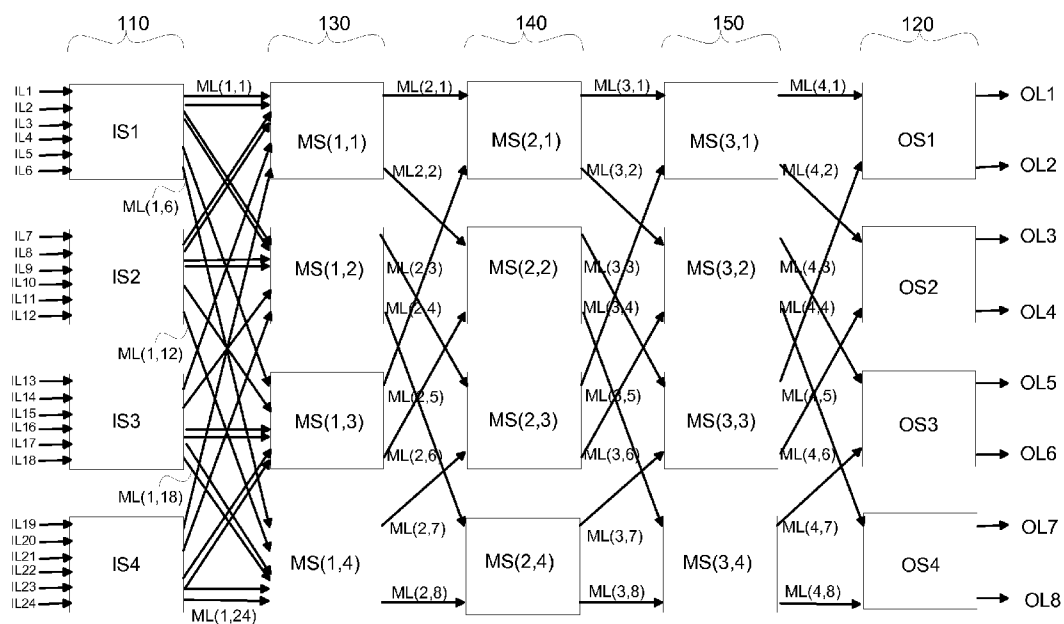 110 130 140 150 120
ML(1,1) ML(2,1) ML(3,1) ML(4,1)
IL1
IL2
IL3
IL4
IL5
IL6
IS1
MS(1,1)
MS(2,1)
MS(3,1)
OS1
OL1
OL2
ML(1,6)
ML2,2)
ML(3,2)
ML(4,2)
IL7
IL8
IL9
IL10
IL11
IL12
IS2
MS(1,2)
MS(2,2)
MS(3,2)
OS2
OL3
OL4
ML(2,3)
ML(3,3)
ML(4,3)
ML(2,4)
ML(3,4)
ML(4,4)
ML(1,12)
IL13
IL14
IL15
IL16
IL17
IL18
IS3
MS(1,3)
MS(2,3)
MS(3,3)
OS3
OL5
OL6
ML(2,5)
ML(3,5)
ML(4,5)
ML(2,6)
ML(3,6)
ML(4,6)
ML(1,18)
IL19
IL20
IL21
IL22
IL23
IL24
IS4
MS(1,4)
MS(2,4)
MS(3,4)
OS4
OL7
OL8
ML(2,7)
ML(3,7)
ML(4,7)
ML(1,24)
ML(2,8)
ML(3,8)
ML(4,8)